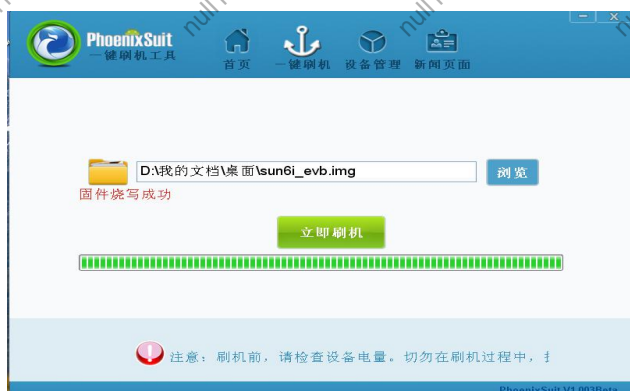 PhoenixSuit
一键刷机工具
首页
一键刷机
设备管理
新闻页面
D:\我的文档\桌面\sun6i_evb.img
浏览
固件烧写成功
立即刷机
注意：刷机前，请检查设备电量。切勿在刷机过程中，
PhoenixSuit V1.003Beta